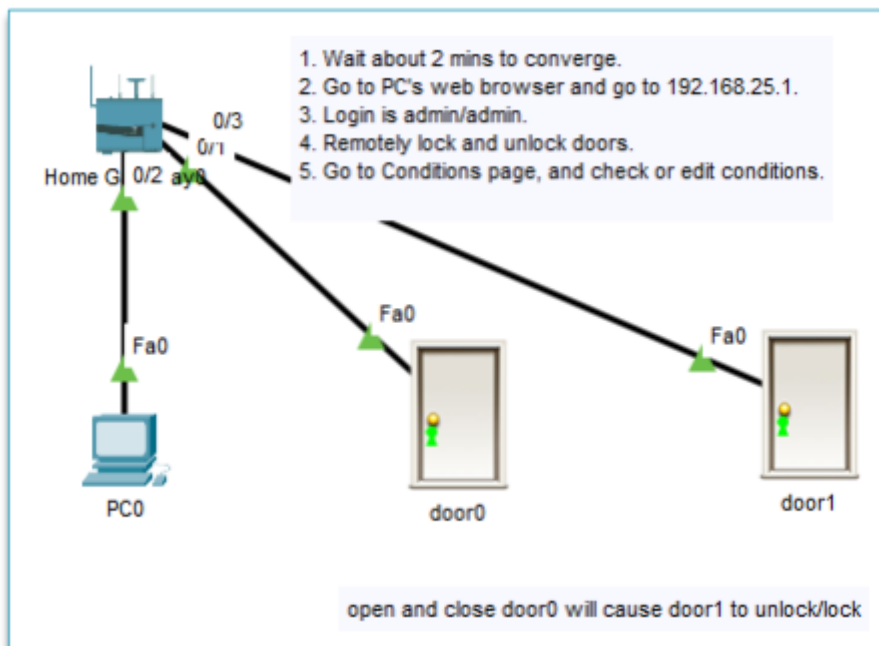 1. Wait about 2 mins to converge.
2. Go to PC's web browser and go to 192.168.25.1.
3. Login is admin/admin.
4. Remotely lock and unlock doors.
5. Go to Conditions page, and check or edit conditions.
0/3
0/1
Home G 0/2 ay0
Fa0
Fa0
Fa0
PC0
door0
door1
open and close door0 will cause door1 to unlock/lock